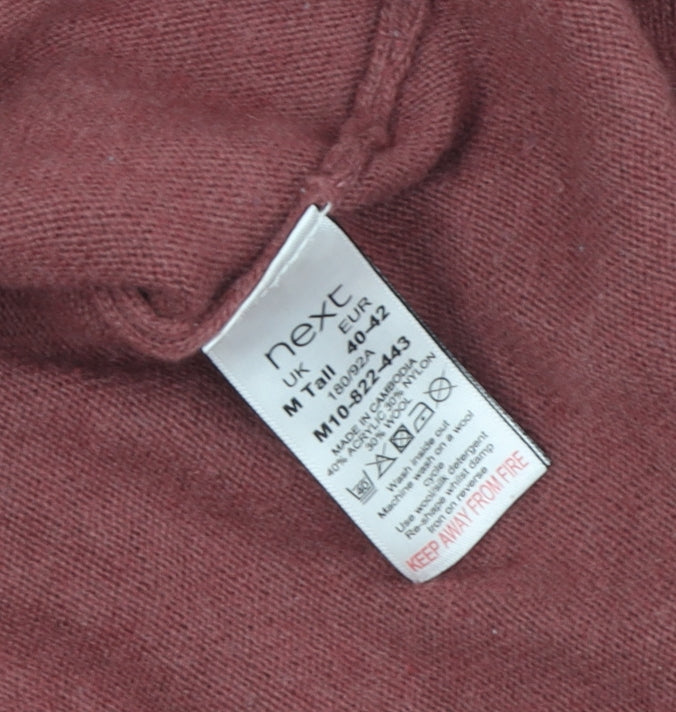 next
UK EUR
M Tall 40-42
180/92A
M10-822-443
MADE IN CAMBODIA
40% ACRYLIC 30% NYLON
30% WOOL
40
Wash inside out
Machine wash on a wool
cycle
Use wool/silk detergent
Re-shape whilst damp
Iron on reverse
KEEP AWAY FROM FIRE